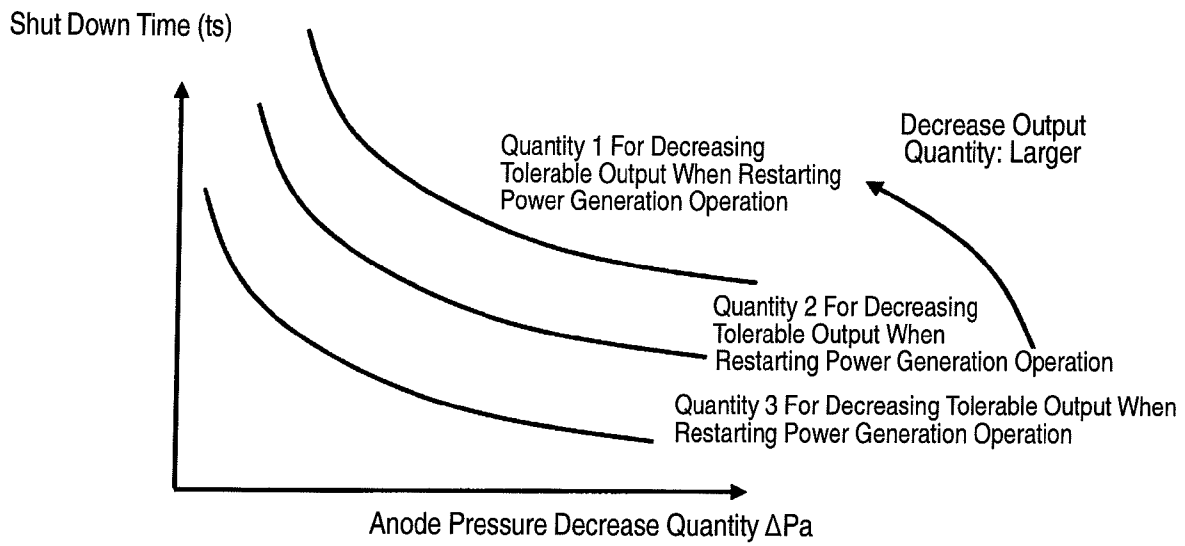 Shut Down Time (ts)
Quantity 1 For Decreasing
Tolerable Output When Restarting
Power Generation Operation
Decrease Output
Quantity: Larger
Quantity 2 For Decreasing
Tolerable Output When
Restarting Power Generation Operation
Quantity 3 For Decreasing Tolerable Output When
Restarting Power Generation Operation
Anode Pressure Decrease Quantity ΔPa